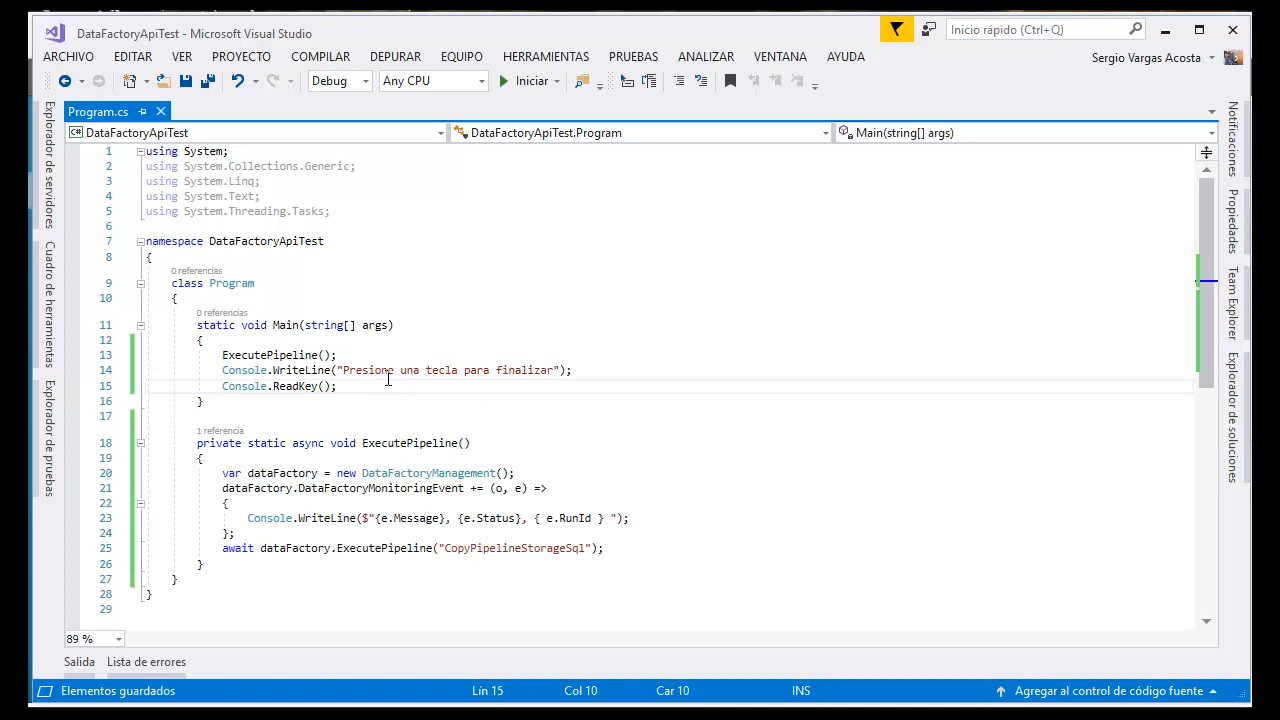 DataFactoryApiTest - Microsoft Visual Studio
Inicio rápido (Ctrl+Q)
ARCHIVO EDITAR VER PROYECTO COMPILAR DEPURAR EQUIPO HERRAMIENTAS PRUEBAS ANALIZAR VENTANA AYUDA
Sergio Vargas Acosta
Debug Any CPU Iniciar
Program.cs
DataFactoryApiTest DataFactoryApiTest.Program Main(string[] args)
1 using System;
2 using System.Collections.Generic;
3 using System.Linq;
4 using System.Text;
5 using System.Threading.Tasks;
6
7 namespace DataFactoryApiTest
8 {
0 referencias
9 class Program
10 {
0 referencias
11 static void Main(string[] args)
12 {
13 ExecutePipeline();
14 Console.WriteLine("Presione una tecla para finalizar");
15 Console.ReadKey();
16 }
17
1 referencia
18 private static async void ExecutePipeline()
19 {
20 var dataFactory = new DataFactoryManagement();
21 dataFactory.DataFactoryMonitoringEvent += (o, e) =>
22 {
23 Console.WriteLine($"{e.Message}, {e.Status}, { e.RunId } ");
24 };
25 await dataFactory.ExecutePipeline("CopyPipelineStorageSql");
26 }
27 }
28 }
29
89 %
Salida Lista de errores
Elementos guardados Lín 15 Col 10 Car 10 INS Agregar al control de código fuente
Explorador de servidores
Cuadro de herramientas
Explorador de pruebas
Notificaciones
Propiedades
Team Explorer
Explorador de soluciones